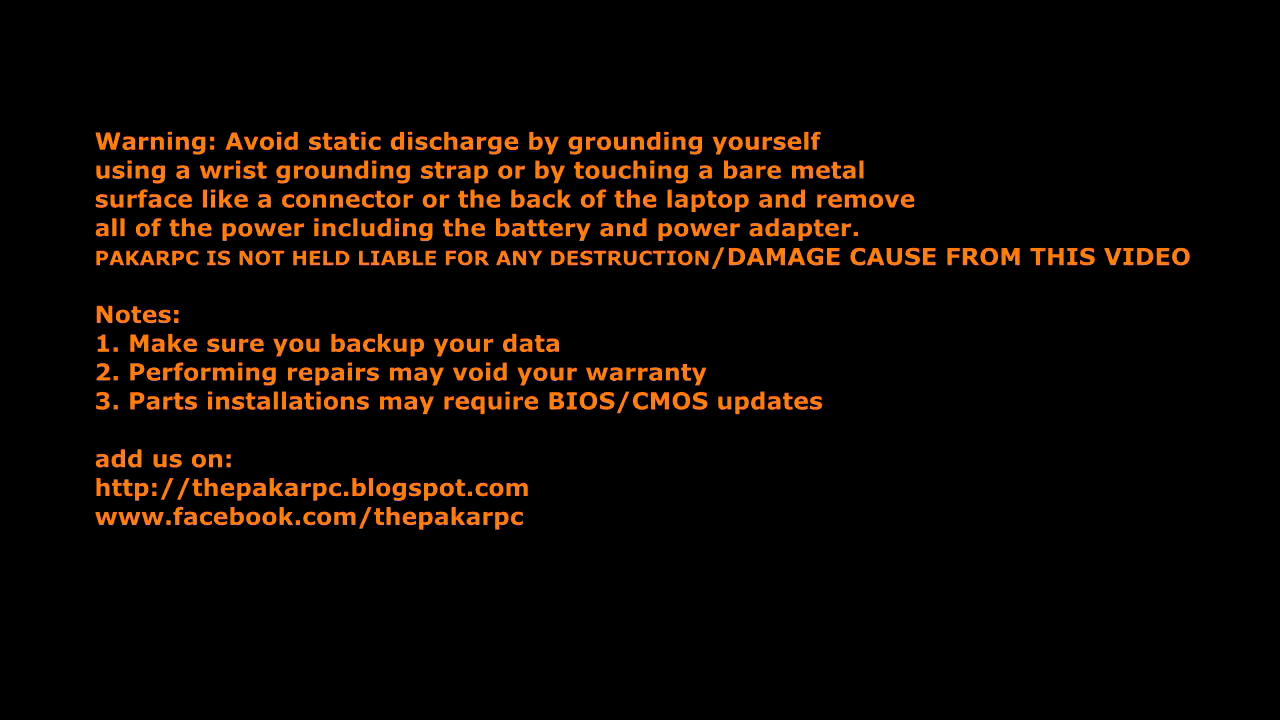 Warning: Avoid static discharge by grounding yourself
using a wrist grounding strap or by touching a bare metal
surface like a connector or the back of the laptop and remove
all of the power including the battery and power adapter.
PAKARPC IS NOT HELD LIABLE FOR ANY DESTRUCTION/DAMAGE CAUSE FROM THIS VIDEO
Notes:
1. Make sure you backup your data
2. Performing repairs may void your warranty
3. Parts installations may require BIOS/CMOS updates
add us on:
http://thepakarpc.blogspot.com
www.facebook.com/thepakarpc